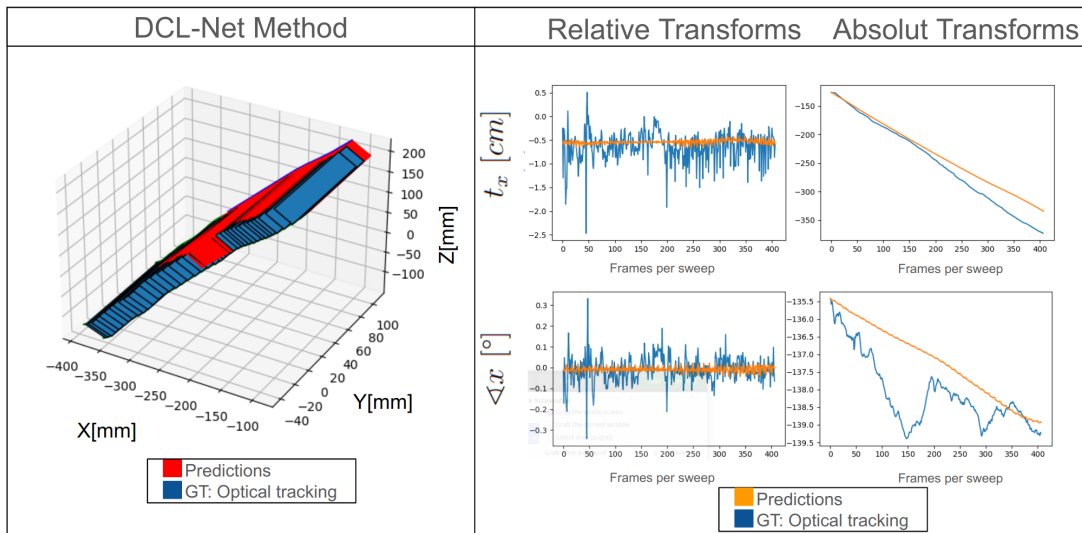 DCL-Net Method
Relative Transforms
Absolut Transforms
200
150
100
50
0
−50
−100
Z[mm]
−400
−350
−300
−250
−200
−150
−100
X[mm]
100
80
60
40
20
0
−20
−40
Y[mm]
Predictions
GT: Optical tracking
t_x [cm]
0.5
0.0
−0.5
−1.0
−1.5
−2.0
−2.5
0 50 100 150 200 250 300 350 400
Frames per sweep
−150
−200
−250
−300
−350
0 50 100 150 200 250 300 350 400
Frames per sweep
∢x [°]
0.3
0.2
0.1
0.0
−0.1
−0.2
−0.3
0 50 100 150 200 250 300 350 400
Frames per sweep
−135.5
−136.0
−136.5
−137.0
−137.5
−138.0
−138.5
−139.0
−139.5
0 50 100 150 200 250 300 350 400
Frames per sweep
Predictions
GT: Optical tracking